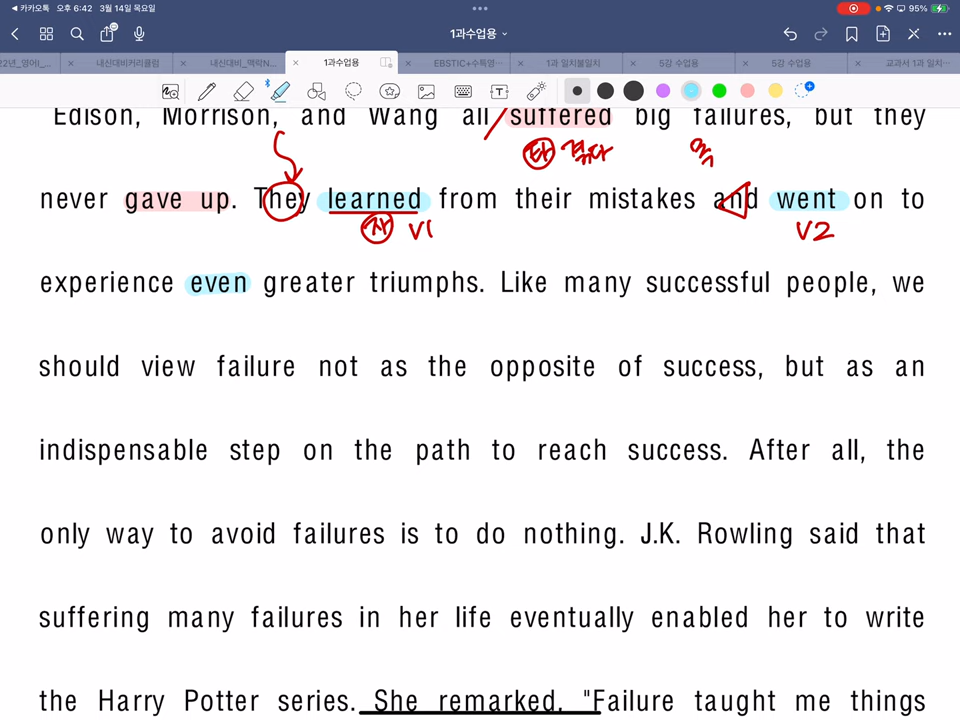 카카오톡 오후 6:42 3월 14일 목요일 95%
1과수업용
내신대비커리큘럼 1과수업용 1과 일치불일치 5강 수업용 5강 수업용
Edison, Morrison, and Wang all suffered big failures, but they
타 겪다 목
never gave up. They learned from their mistakes and went on to
자 V1 V2
experience even greater triumphs. Like many successful people, we
should view failure not as the opposite of success, but as an
indispensable step on the path to reach success. After all, the
only way to avoid failures is to do nothing. J.K. Rowling said that
suffering many failures in her life eventually enabled her to write
the Harry Potter series. She remarked, "Failure taught me things